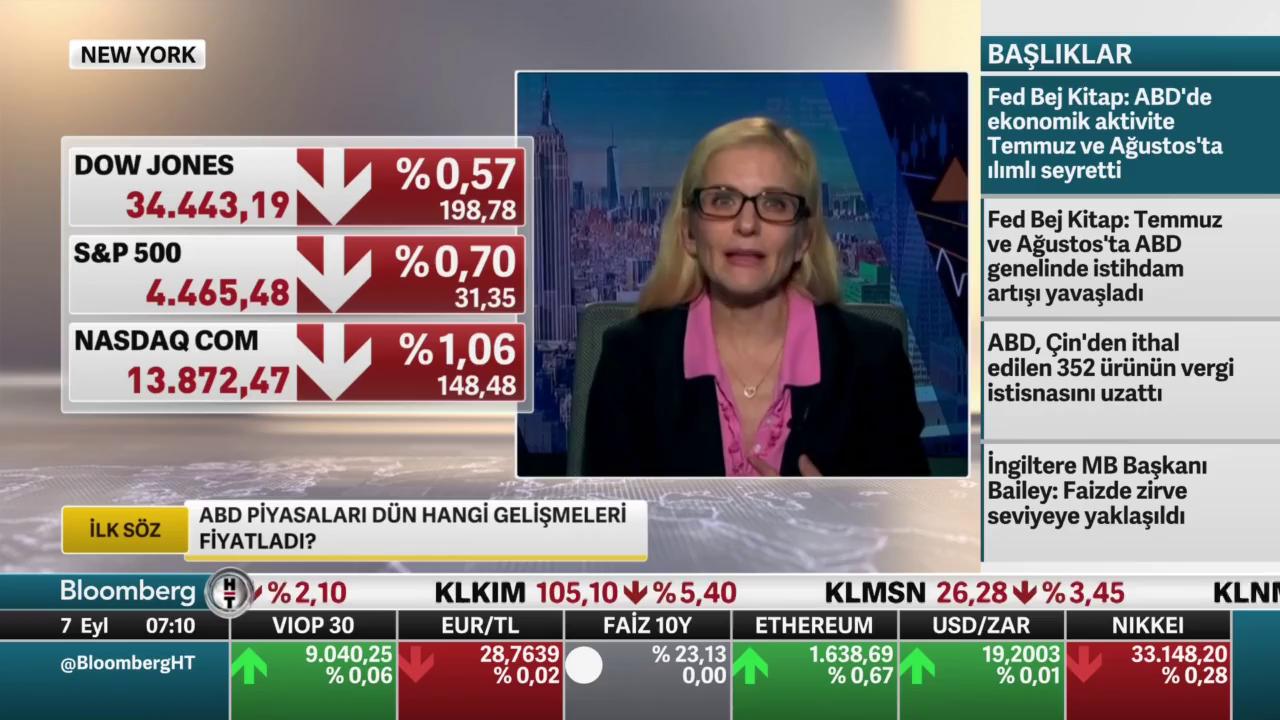 NEW YORK
DOW JONES
34.443,19
%0,57
198,78
S&P 500
4.465,48
%0,70
31,35
NASDAQ COM
13.872,47
%1,06
148,48
BAŞLIKLAR
Fed Bej Kitap: ABD'de
ekonomik aktivite
Temmuz ve Ağustos'ta
ılımlı seyretti
Fed Bej Kitap: Temmuz
ve Ağustos'ta ABD
genelinde istihdam
artışı yavaşladı
ABD, Çin'den ithal
edilen 352 ürünün vergi
istisnasını uzattı
İngiltere MB Başkanı
Bailey: Faizde zirve
seviyeye yaklaşıldı
İLK SÖZ
ABD PİYASALARI DÜN HANGİ GELİŞMELERİ
FİYATLADI?
Bloomberg HT %2,10 KLKIM 105,10 %5,40 KLMSN 26,28 %3,45
7 Eyl 07:10
@BloombergHT
VIOP 30
9.040,25
% 0,06
EUR/TL
28,7639
% 0,02
FAİZ 10Y
% 23,13
0,00
ETHEREUM
1.638,69
% 0,67
USD/ZAR
19,2003
% 0,01
NIKKEI
33.148,20
% 0,28